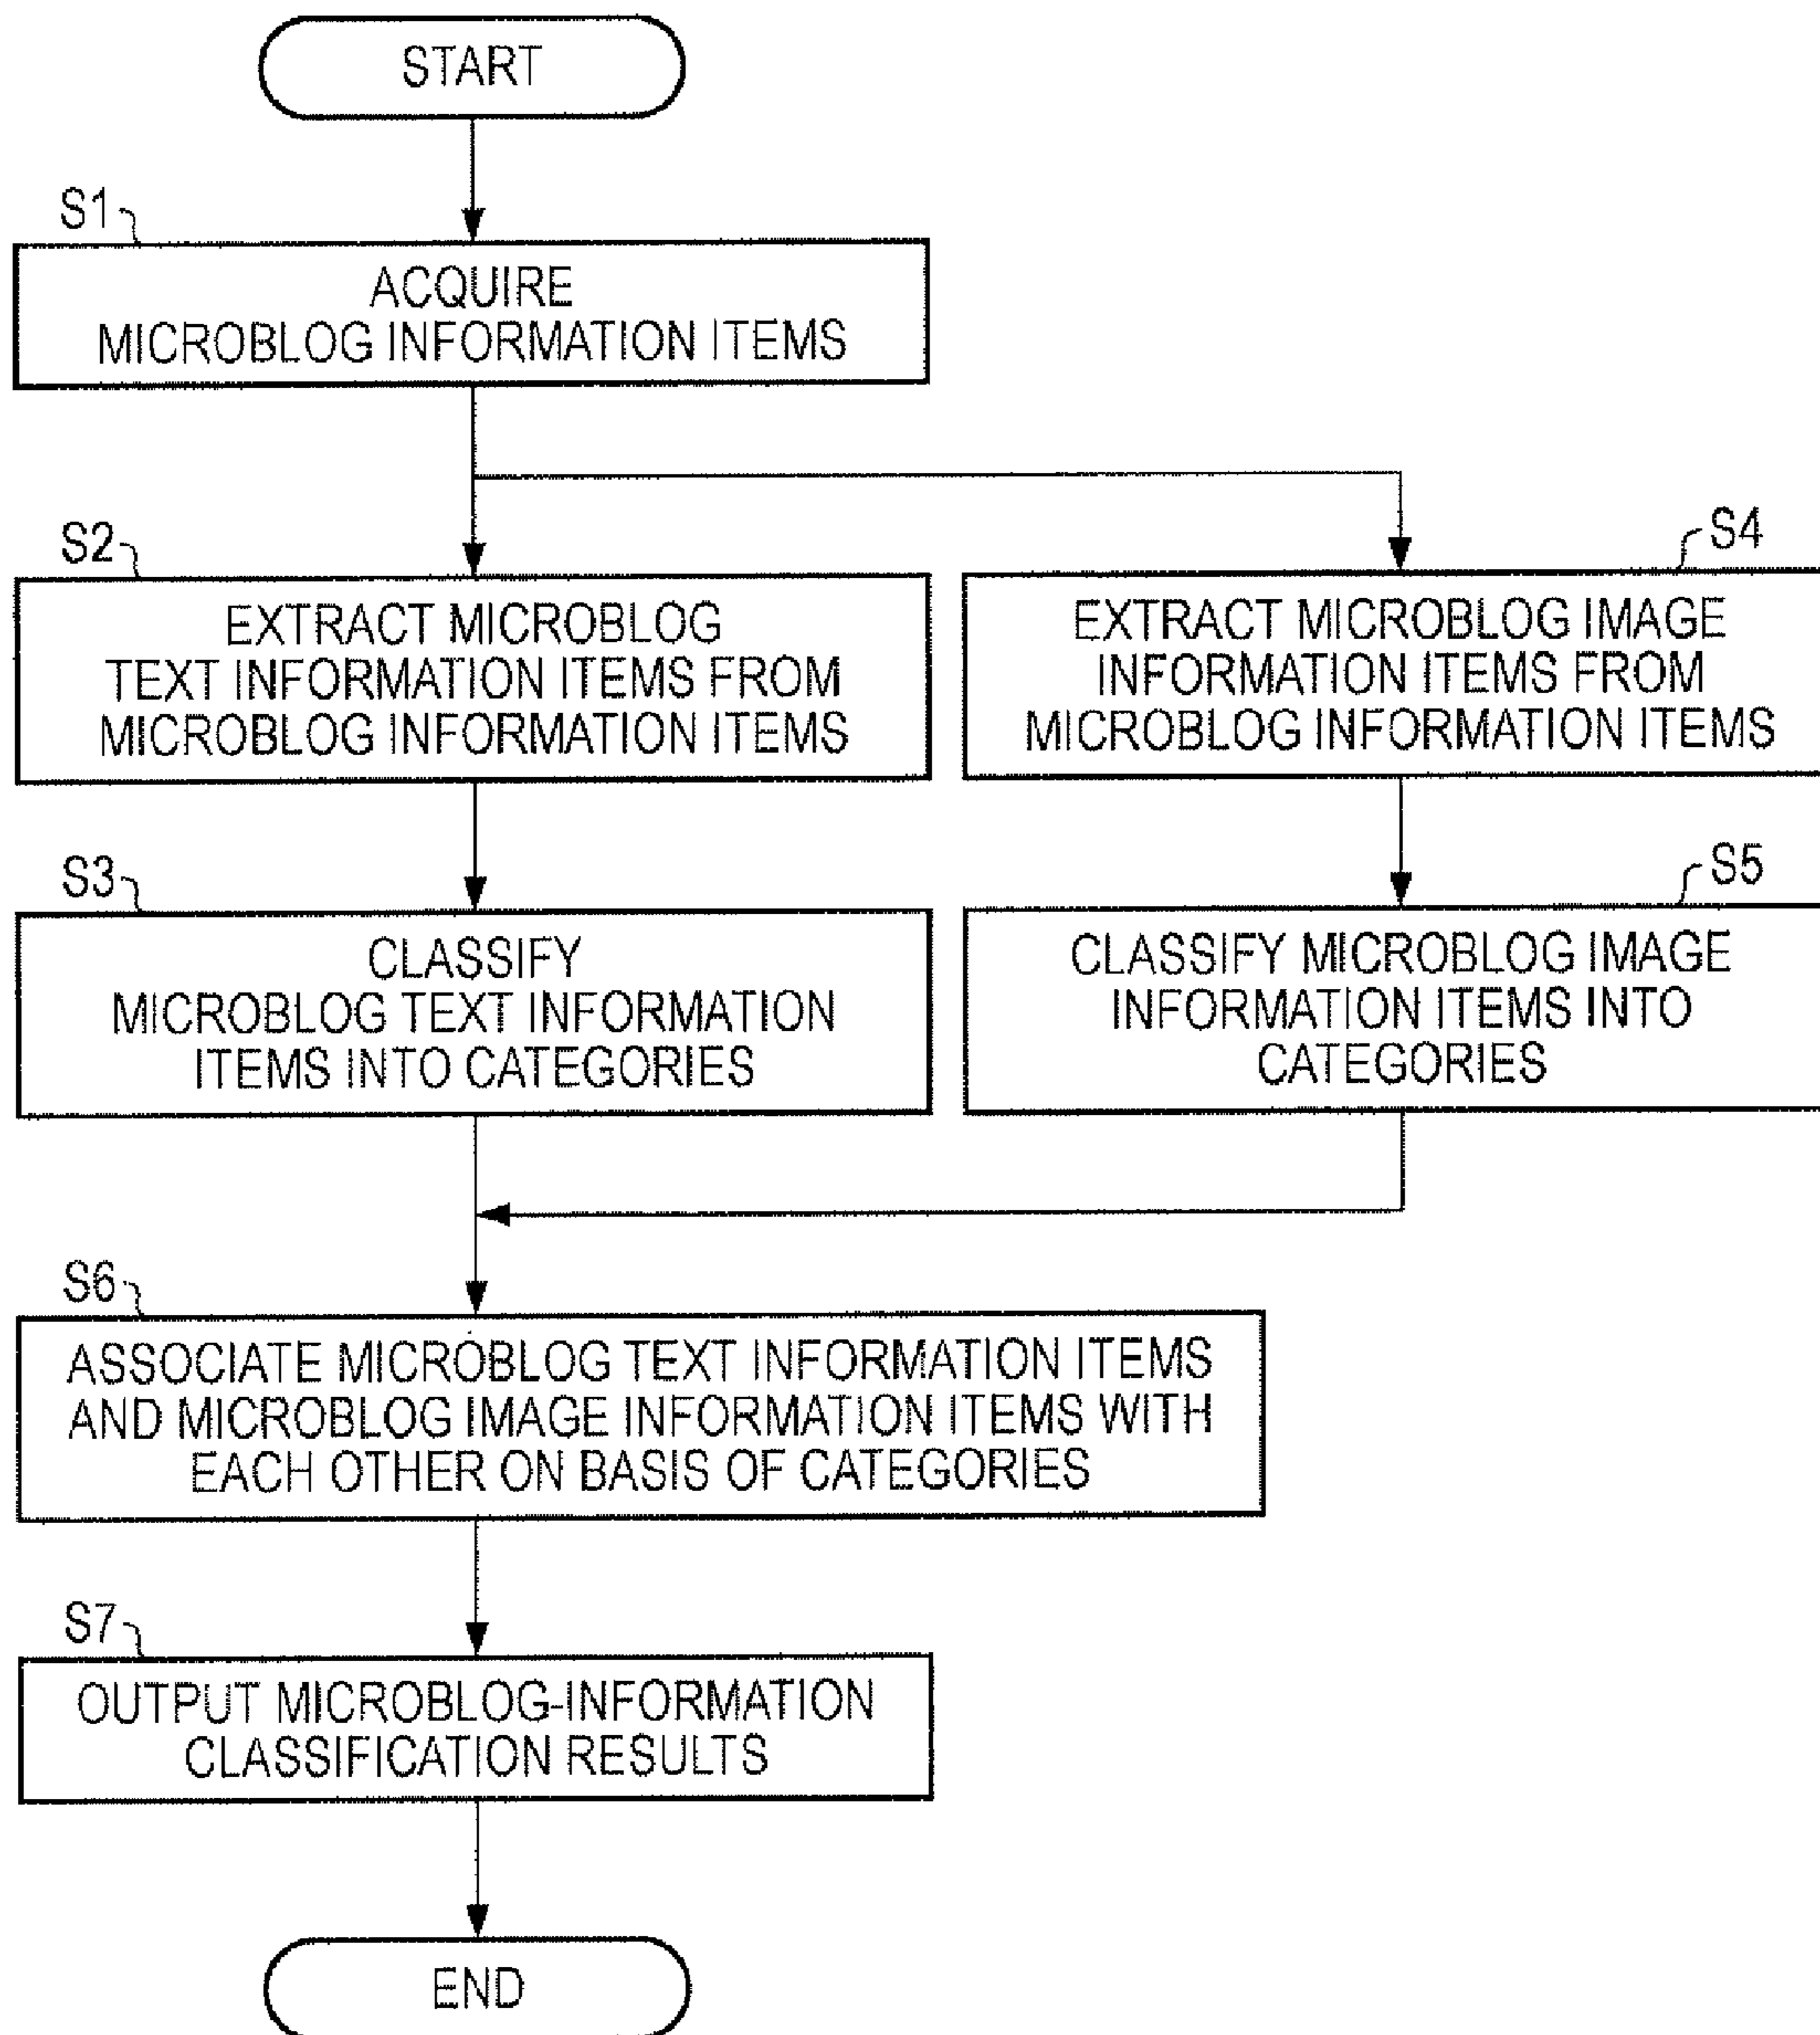 START
S1
ACQUIRE
MICROBLOG INFORMATION ITEMS
S2
EXTRACT MICROBLOG
TEXT INFORMATION ITEMS FROM
MICROBLOG INFORMATION ITEMS
S4
EXTRACT MICROBLOG IMAGE
INFORMATION ITEMS FROM
MICROBLOG INFORMATION ITEMS
S3
CLASSIFY
MICROBLOG TEXT INFORMATION
ITEMS INTO CATEGORIES
S5
CLASSIFY MICROBLOG IMAGE
INFORMATION ITEMS INTO
CATEGORIES
S6
ASSOCIATE MICROBLOG TEXT INFORMATION ITEMS
AND MICROBLOG IMAGE INFORMATION ITEMS WITH
EACH OTHER ON BASIS OF CATEGORIES
S7
OUTPUT MICROBLOG-INFORMATION
CLASSIFICATION RESULTS
END